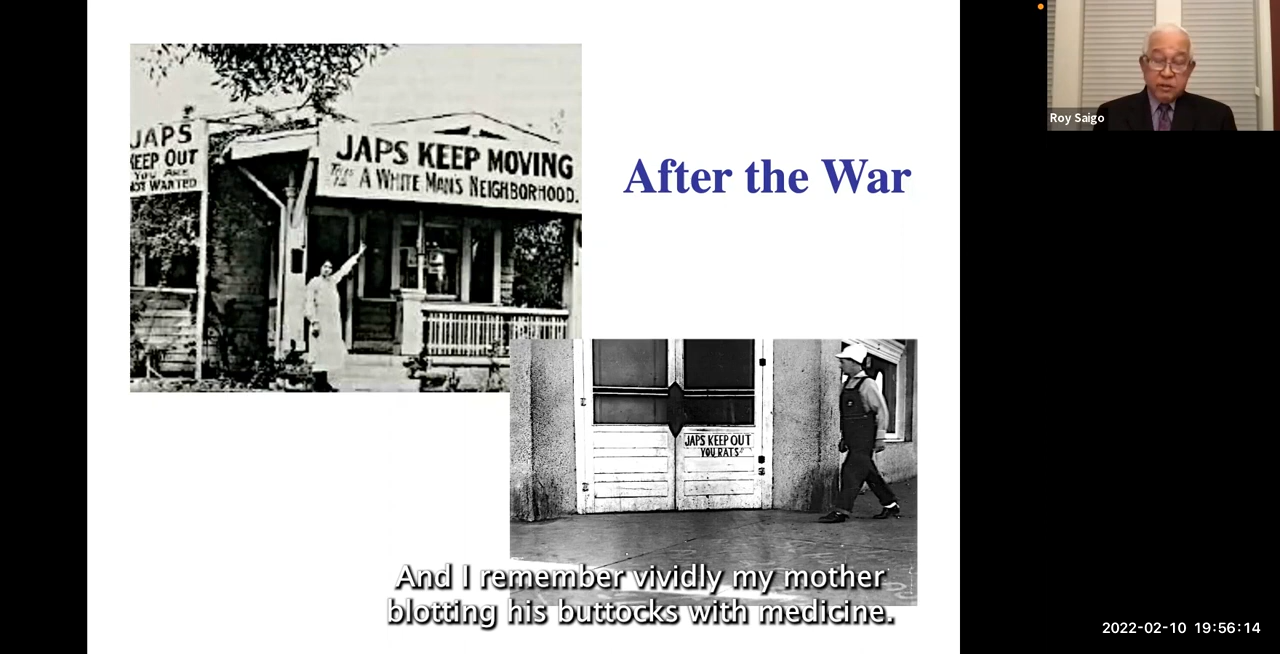 JAPS
KEEP OUT
YOU ARE
NOT WANTED
JAPS KEEP MOVING
THIS IS A WHITE MAN'S NEIGHBORHOOD.
After the War
Roy Saigo
JAPS KEEP OUT
YOU RATS
And I remember vividly my mother
blotting his buttocks with medicine.
2022-02-10 19:56:14